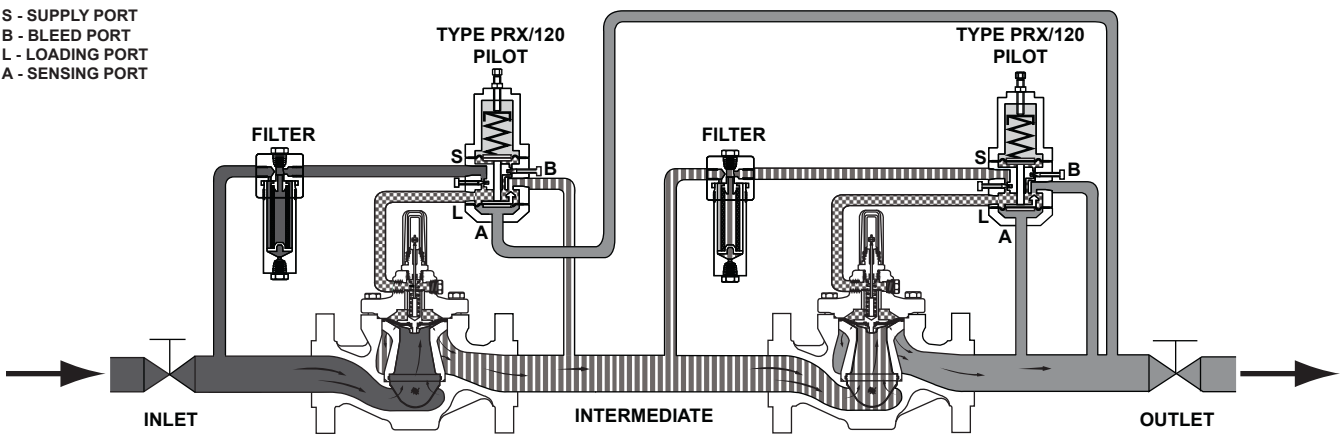 S - SUPPLY PORT
B - BLEED PORT
L - LOADING PORT
A - SENSING PORT
TYPE PRX/120
PILOT
TYPE PRX/120
PILOT
FILTER
FILTER
S
B
L
A
S
B
L
A
INLET
INTERMEDIATE
OUTLET